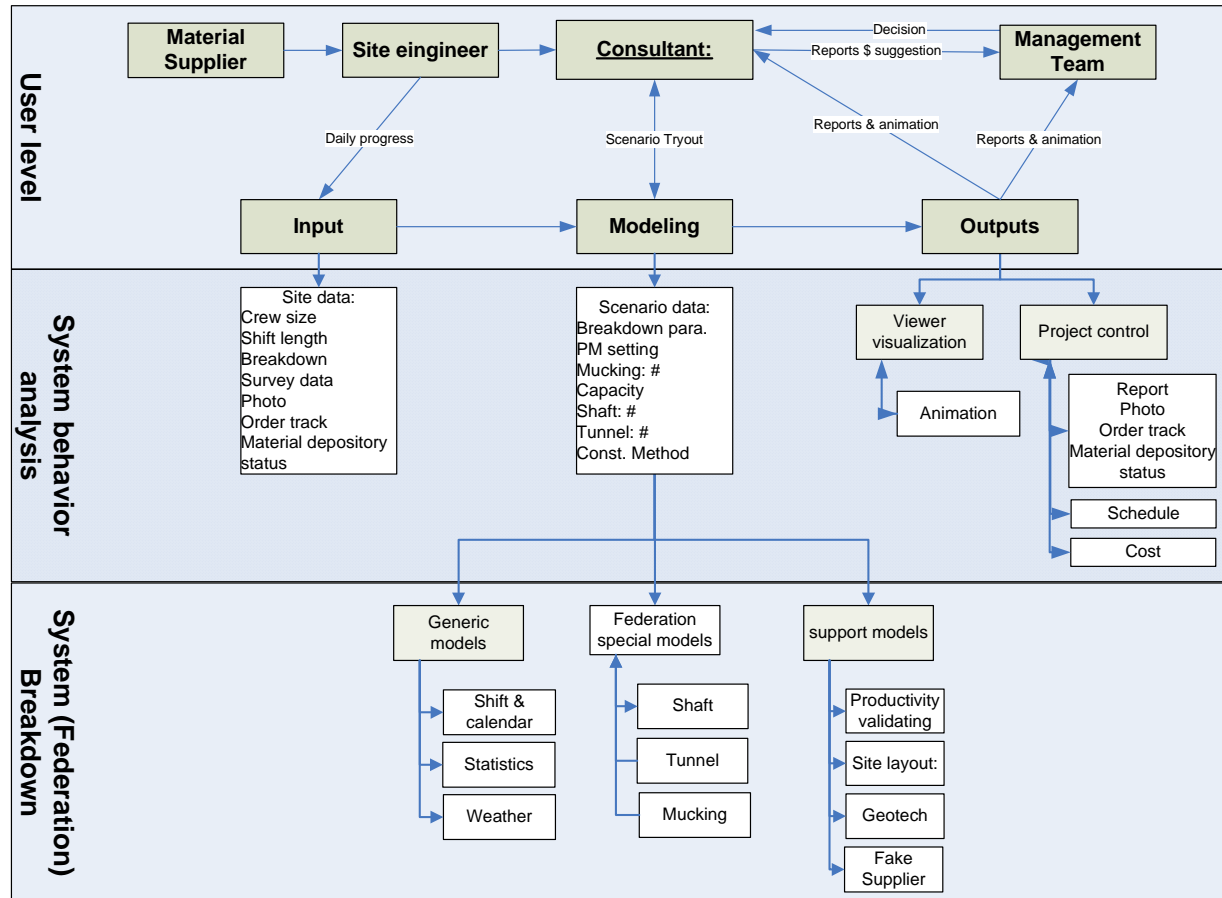 User level
Material
Supplier
Site eingineer
Consultant:
Decision
Reports $ suggestion
Management
Team
Daily progress
Scenario Tryout
Reports & animation
Reports & animation
Input
Modeling
Outputs
System behavior
analysis
Site data:
Crew size
Shift length
Breakdown
Survey data
Photo
Order track
Material depository
status
Scenario data:
Breakdown para.
PM setting
Mucking: #
Capacity
Shaft: #
Tunnel: #
Const. Method
Viewer
visualization
Animation
Project control
Report
Photo
Order track
Material depository
status
Schedule
Cost
System (Federation)
Breakdown
Generic
models
Shift &
calendar
Statistics
Weather
Federation
special models
Shaft
Tunnel
Mucking
support models
Productivity
validating
Site layout:
Geotech
Fake
Supplier